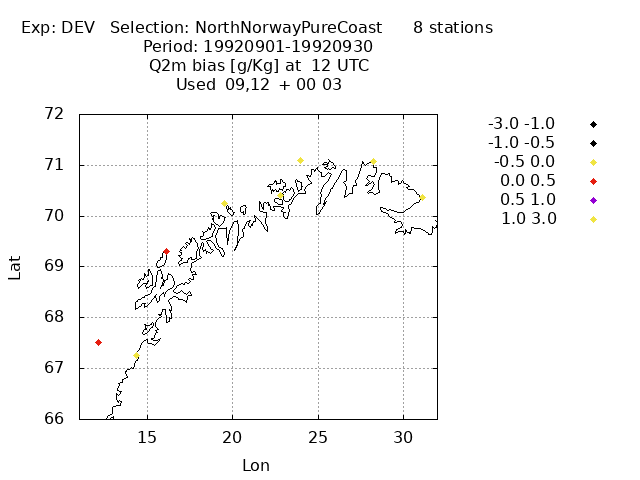 Exp: DEV Selection: NorthNorwayPureCoast 8 stations
Period: 19920901-19920930
Q2m bias [g/Kg] at 12 UTC
Used 09,12 + 00 03
72
71
70
69
68
67
66
15 20 25 30
Lat
Lon
-3.0 -1.0
-1.0 -0.5
-0.5 0.0
0.0 0.5
0.5 1.0
1.0 3.0